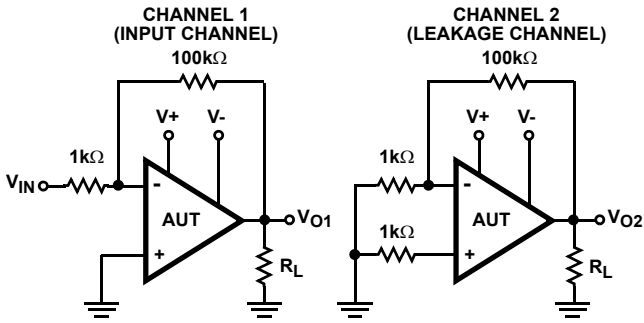 CHANNEL 1
(INPUT CHANNEL)
100kΩ
V+
V-
1kΩ
VIN
-
AUT
+
VO1
RL
CHANNEL 2
(LEAKAGE CHANNEL)
100kΩ
V+
V-
1kΩ
-
AUT
1kΩ
+
VO2
RL